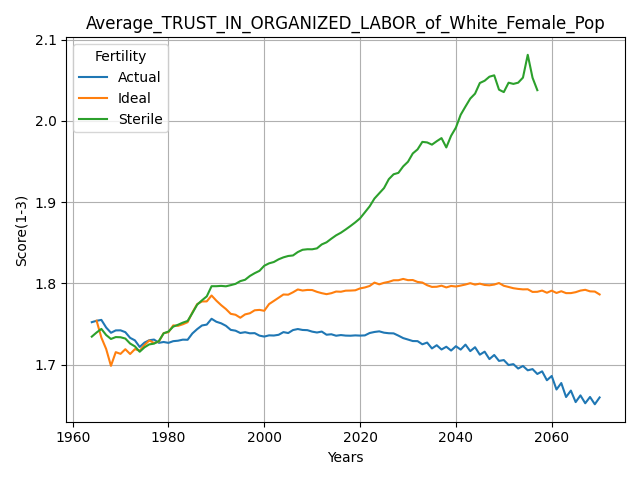 Average_TRUST_IN_ORGANIZED_LABOR_of_White_Female_Pop
Fertility
Actual
Ideal
Sterile
2.1
2.0
1.9
1.8
1.7
Score(1-3)
1960 1980 2000 2020 2040 2060
Years